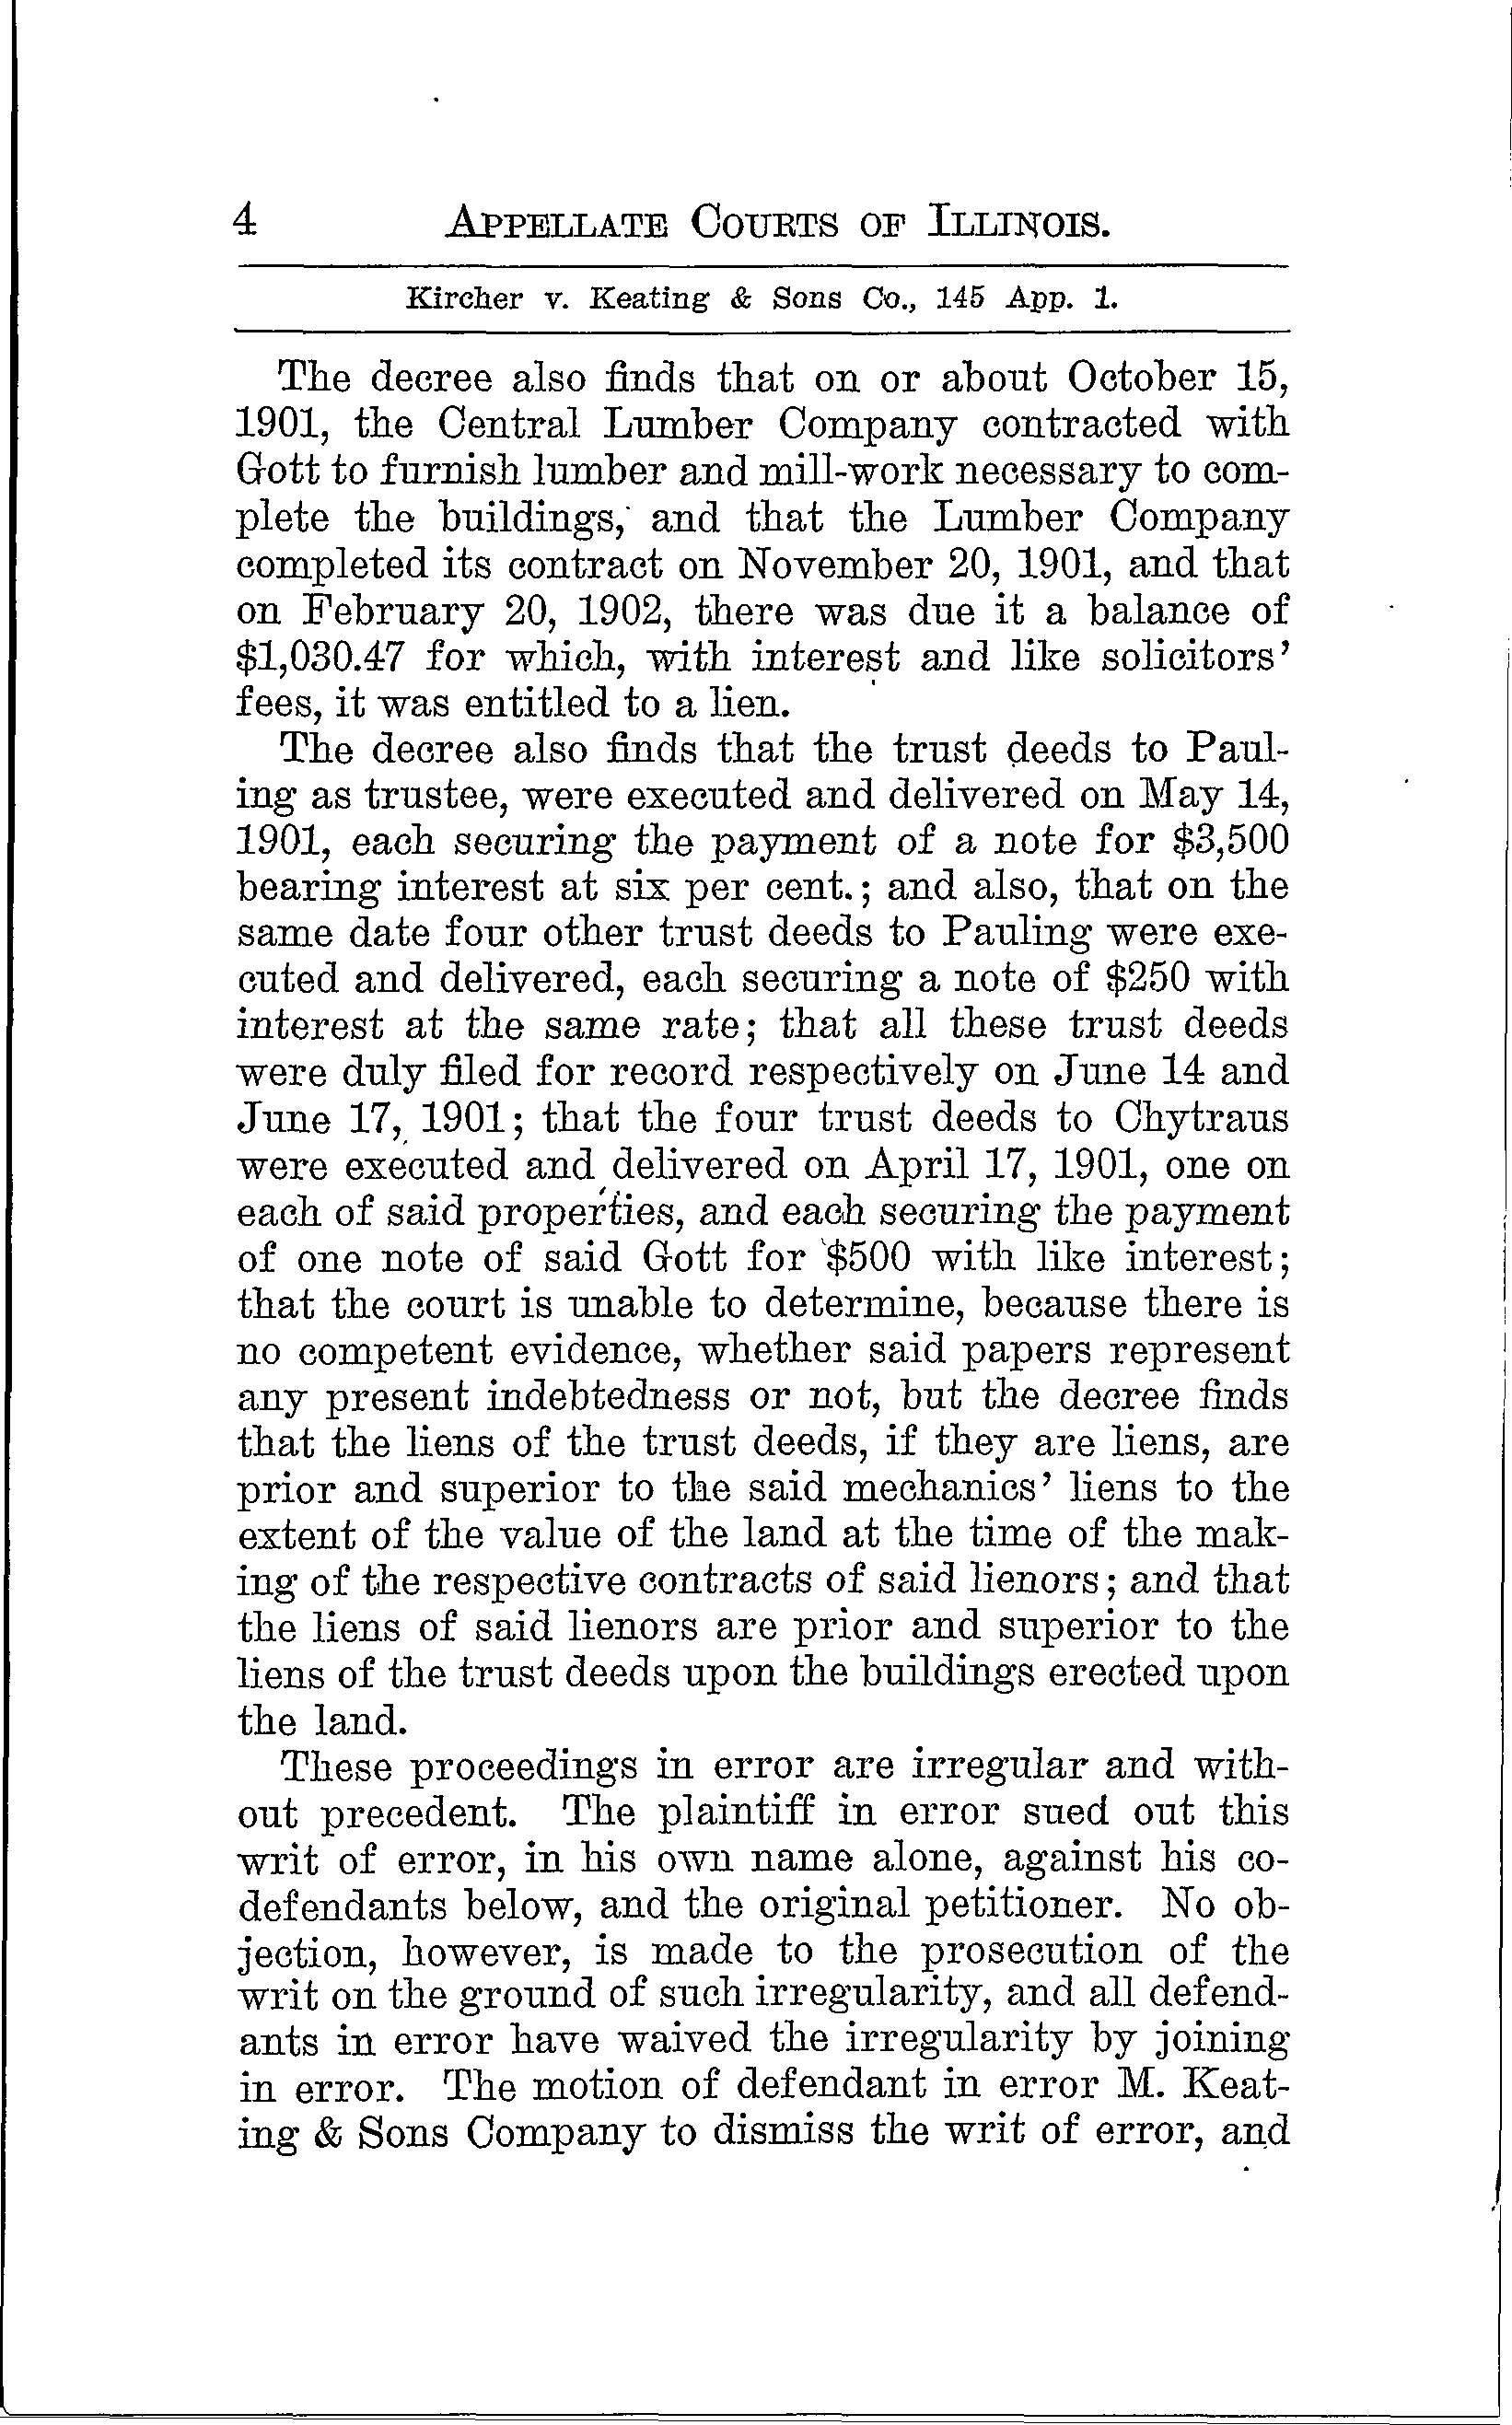 4 APPELLATE COURTS OF ILLINOIS.
Kircher v. Keating & Sons Co., 145 App. 1.
The decree also finds that on or about October 15,
1901, the Central Lumber Company contracted with
Gott to furnish lumber and mill-work necessary to com-
plete the buildings, and that the Lumber Company
completed its contract on November 20, 1901, and that
on February 20, 1902, there was due it a balance of
$1,030.47 for which, with interest and like solicitors'
fees, it was entitled to a lien.
The decree also finds that the trust deeds to Paul-
ing as trustee, were executed and delivered on May 14,
1901, each securing the payment of a note for $3,500
bearing interest at six per cent.; and also, that on the
same date four other trust deeds to Pauling were exe-
cuted and delivered, each securing a note of $250 with
interest at the same rate; that all these trust deeds
were duly filed for record respectively on June 14 and
June 17, 1901; that the four trust deeds to Chytraus
were executed and delivered on April 17, 1901, one on
each of said properties, and each securing the payment
of one note of said Gott for $500 with like interest;
that the court is unable to determine, because there is
no competent evidence, whether said papers represent
any present indebtedness or not, but the decree finds
that the liens of the trust deeds, if they are liens, are
prior and superior to the said mechanics' liens to the
extent of the value of the land at the time of the mak-
ing of the respective contracts of said lienors; and that
the liens of said lienors are prior and superior to the
liens of the trust deeds upon the buildings erected upon
the land.
These proceedings in error are irregular and with-
out precedent. The plaintiff in error sued out this
writ of error, in his own name alone, against his co-
defendants below, and the original petitioner. No ob-
jection, however, is made to the prosecution of the
writ on the ground of such irregularity, and all defend-
ants in error have waived the irregularity by joining
in error. The motion of defendant in error M. Keat-
ing & Sons Company to dismiss the writ of error, and